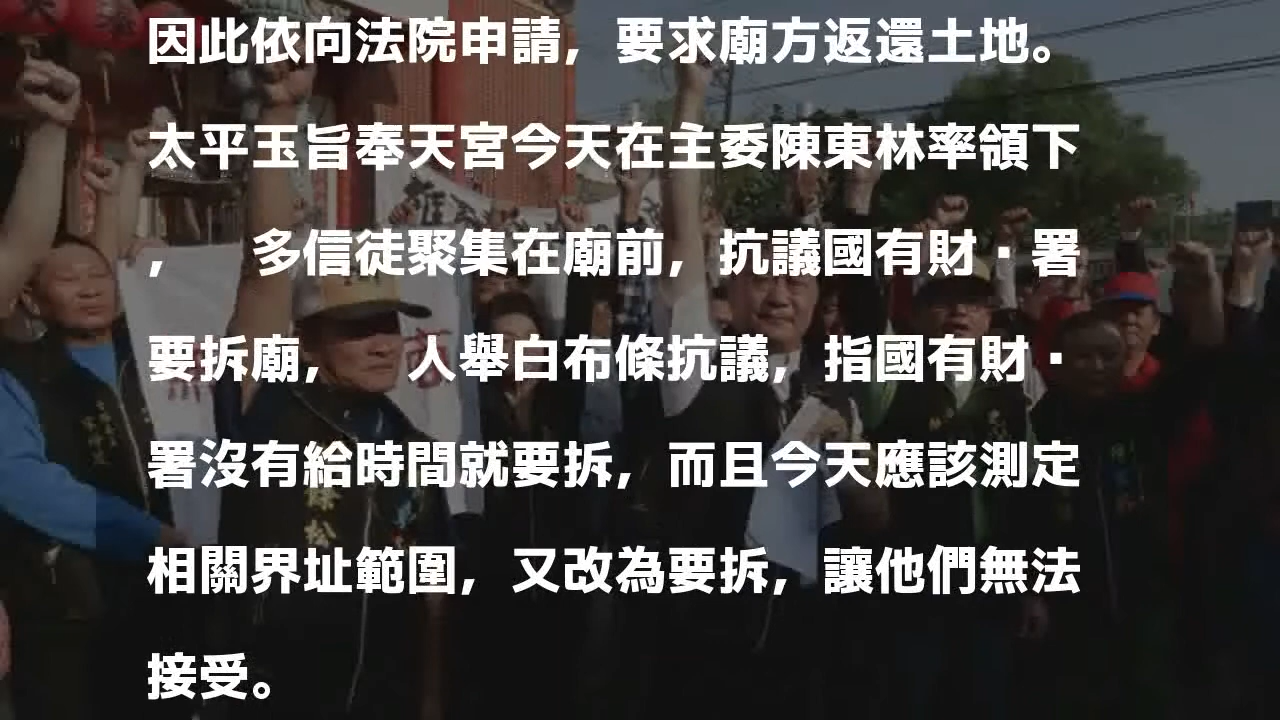 因此依向法院申請，要求廟方返還土地。
太平玉旨奉天宮今天在主委陳東林率領下
， 多信徒聚集在廟前，抗議國有財·署
要拆廟， 人舉白布條抗議，指國有財·
署沒有給時間就要拆，而且今天應該測定
相關界址範圍，又改為要拆，讓他們無法
接受。